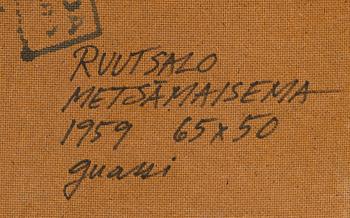 RUUTSALO
METSÄMAISEMA
1959 65x50
guassi